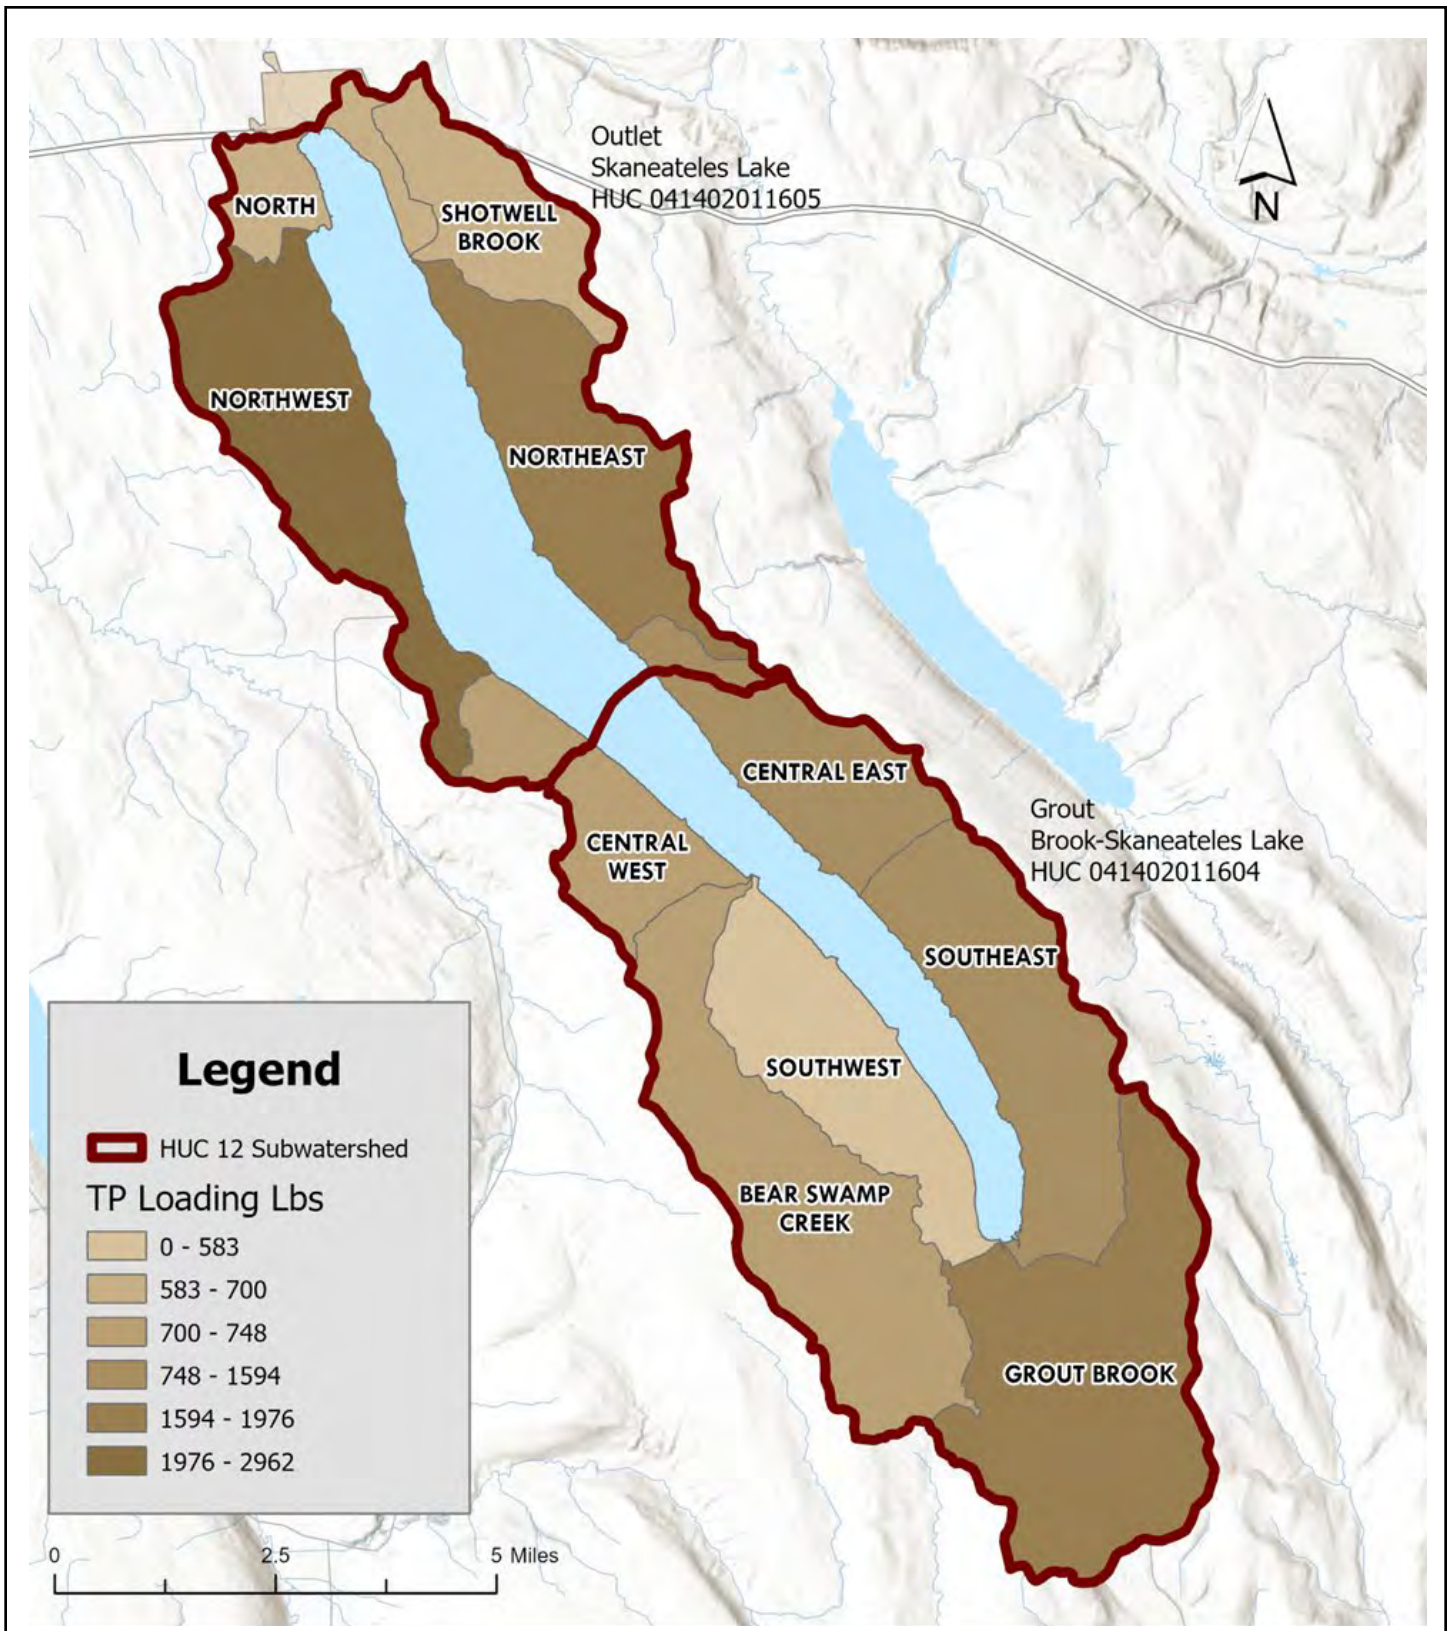 Outlet
Skaneateles Lake
HUC 041402011605
N
NORTH
SHOTWELL
BROOK
NORTHWEST
NORTHEAST
CENTRAL EAST
Grout
Brook-Skaneateles Lake
HUC 041402011604
CENTRAL
WEST
SOUTHEAST
SOUTHWEST
BEAR SWAMP
CREEK
GROUT BROOK
Legend
HUC 12 Subwatershed
TP Loading Lbs
0 - 583
583 - 700
700 - 748
748 - 1594
1594 - 1976
1976 - 2962
0 2.5 5 Miles